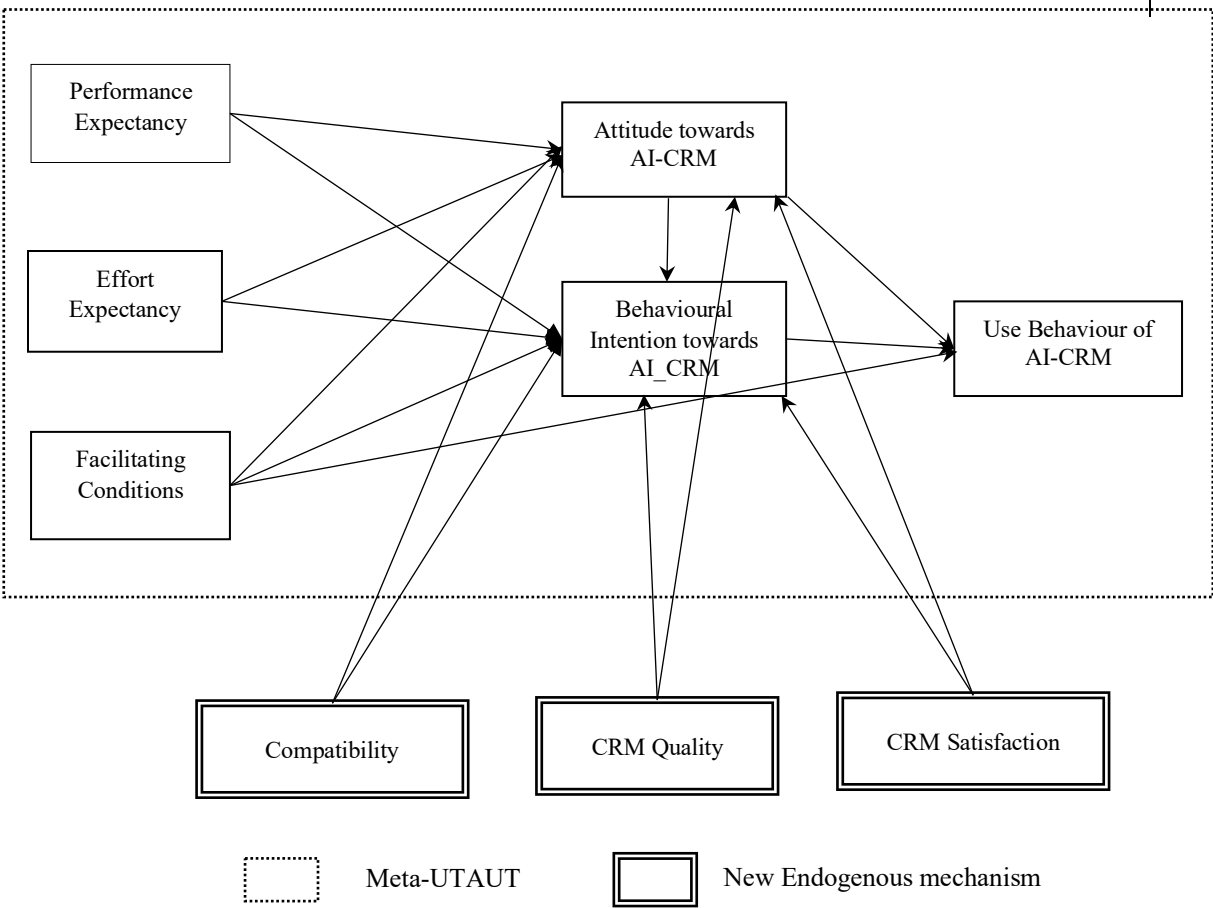 Performance
Expectancy
Attitude towards
AI-CRM
Effort
Expectancy
Behavioural
Intention towards
AI_CRM
Use Behaviour of
AI-CRM
Facilitating
Conditions
Compatibility
CRM Quality
CRM Satisfaction
Meta-UTAUT
New Endogenous mechanism